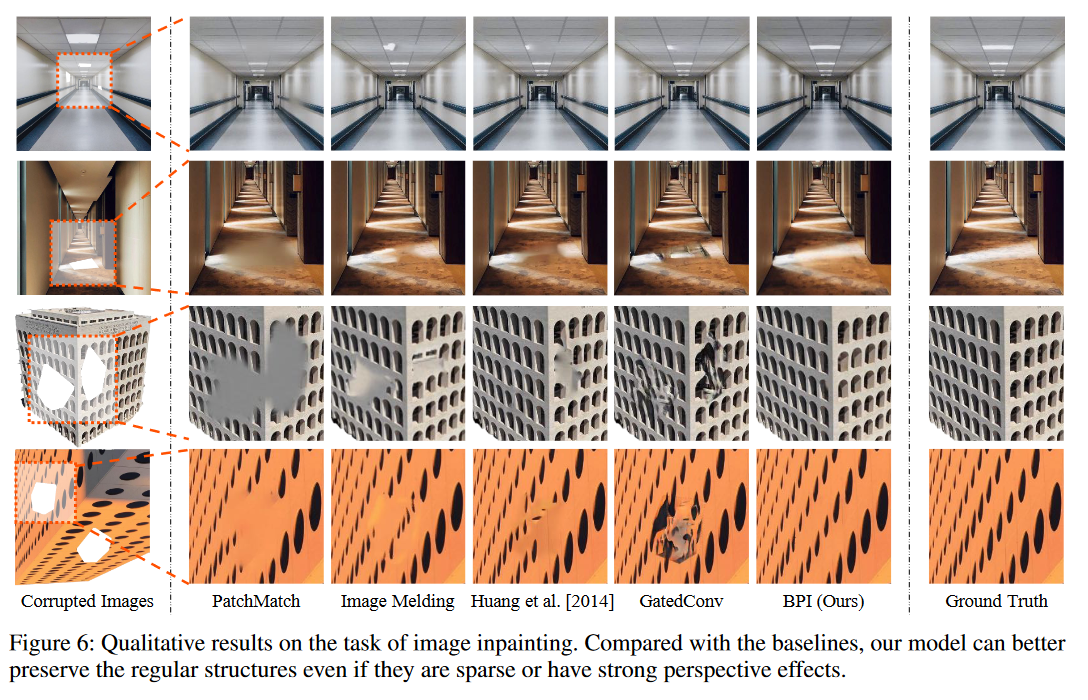 Corrupted Images
PatchMatch
Image Melding
Huang et al. [2014]
GatedConv
BPI (Ours)
Ground Truth
Figure 6: Qualitative results on the task of image inpainting. Compared with the baselines, our model can better
preserve the regular structures even if they are sparse or have strong perspective effects.